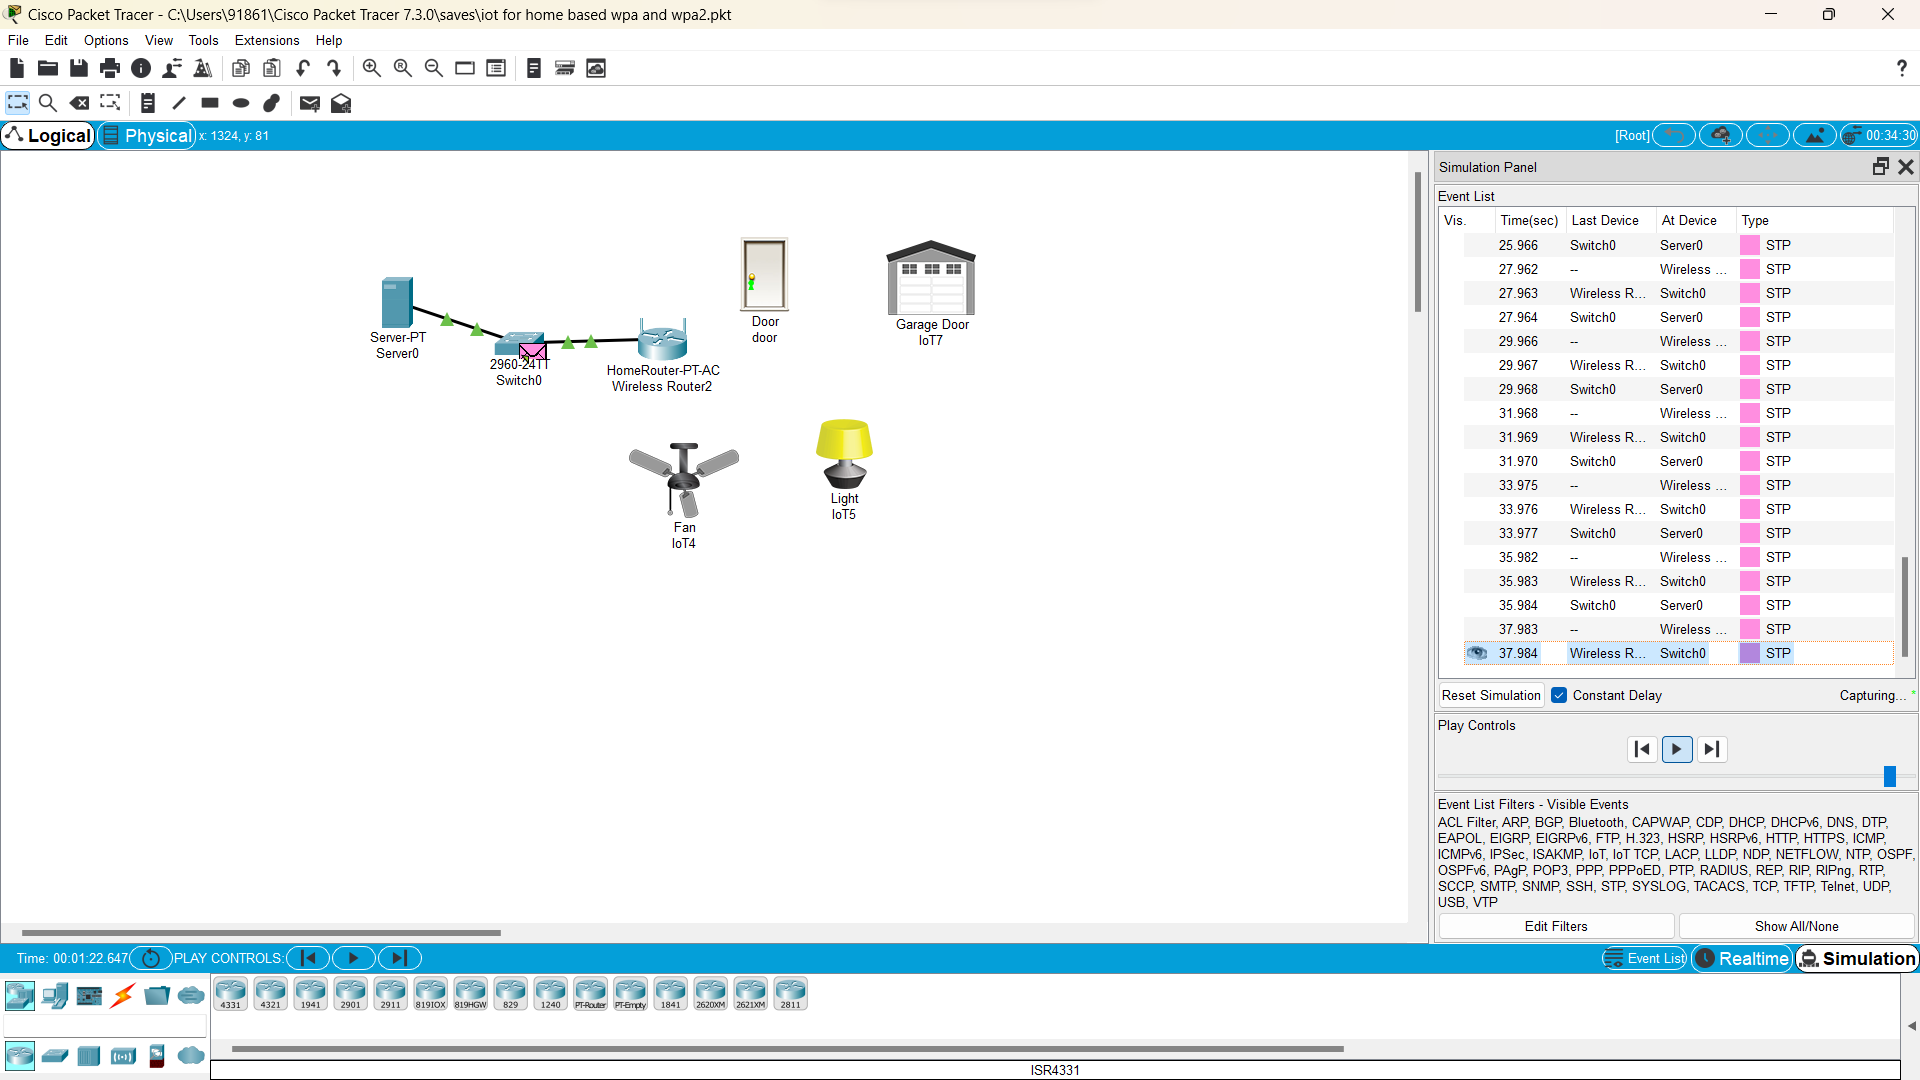 Cisco Packet Tracer - C:\Users\91861\Cisco Packet Tracer 7.3.0\saves\iot for home based wpa and wpa2.pkt
File Edit Options View Tools Extensions Help
?
Logical Physical x: 1324, y: 81 [Root] 00:34:30
Simulation Panel
Event List
Vis. Time(sec) Last Device At Device Type
25.966 Switch0 Server0 STP
27.962 -- Wireless ... STP
27.963 Wireless R... Switch0 STP
27.964 Switch0 Server0 STP
29.966 -- Wireless ... STP
29.967 Wireless R... Switch0 STP
29.968 Switch0 Server0 STP
31.968 -- Wireless ... STP
31.969 Wireless R... Switch0 STP
31.970 Switch0 Server0 STP
33.975 -- Wireless ... STP
33.976 Wireless R... Switch0 STP
33.977 Switch0 Server0 STP
35.982 -- Wireless ... STP
35.983 Wireless R... Switch0 STP
35.984 Switch0 Server0 STP
37.983 -- Wireless ... STP
37.984 Wireless R... Switch0 STP
Reset Simulation Constant Delay Capturing... *
Play Controls
Event List Filters - Visible Events
ACL Filter, ARP, BGP, Bluetooth, CAPWAP, CDP, DHCP, DHCPv6, DNS, DTP,
EAPOL, EIGRP, EIGRPv6, FTP, H.323, HSRP, HSRPv6, HTTP, HTTPS, ICMP,
ICMPv6, IPSec, ISAKMP, IoT, IoT TCP, LACP, LLDP, NDP, NETFLOW, NTP, OSPF,
OSPFv6, PAgP, POP3, PPP, PPPoED, PTP, RADIUS, REP, RIP, RIPng, RTP,
SCCP, SMTP, SNMP, SSH, STP, SYSLOG, TACACS, TCP, TFTP, Telnet, UDP,
USB, VTP
Edit Filters Show All/None
Server-PT
Server0
2960-24TT
Switch0
HomeRouter-PT-AC
Wireless Router2
Door
door
Garage Door
IoT7
Fan
IoT4
Light
IoT5
Time: 00:01:22.647 PLAY CONTROLS: Event List Realtime Simulation
4331 4321 1941 2901 2911 819IOX 819HGW 829 1240 PT-Router PT-Empty 1841 2620XM 2621XM 2811
ISR4331